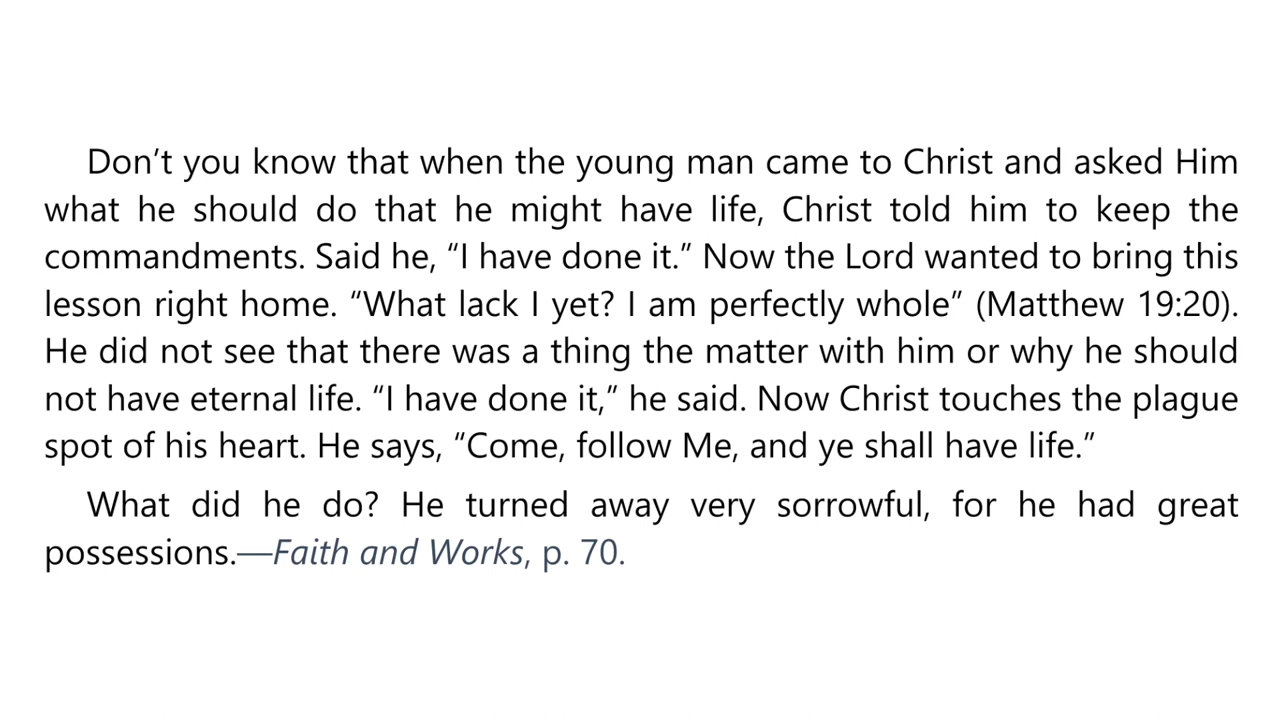 Don’t you know that when the young man came to Christ and asked Him
what he should do that he might have life, Christ told him to keep the
commandments. Said he, “I have done it.” Now the Lord wanted to bring this
lesson right home. “What lack I yet? I am perfectly whole” (Matthew 19:20).
He did not see that there was a thing the matter with him or why he should
not have eternal life. “I have done it,” he said. Now Christ touches the plague
spot of his heart. He says, “Come, follow Me, and ye shall have life.”
What did he do? He turned away very sorrowful, for he had great
possessions.—Faith and Works, p. 70.